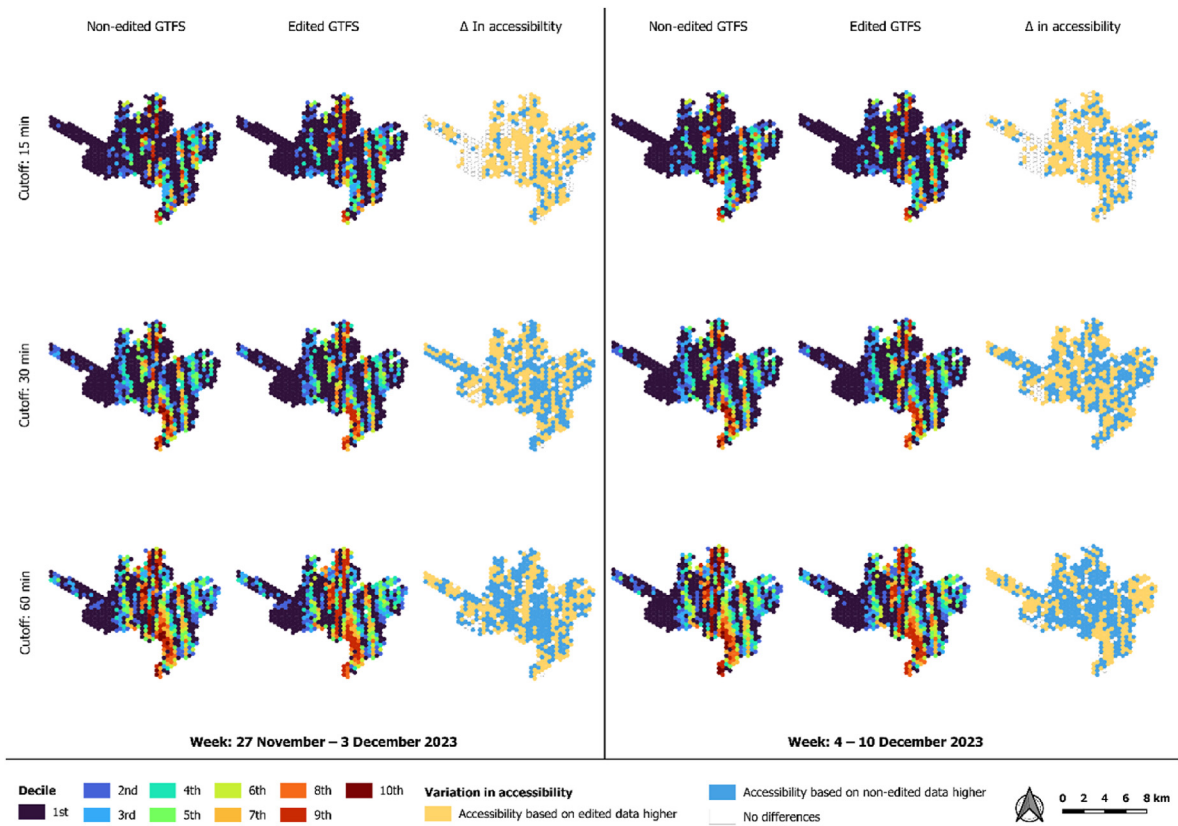 Non-edited GTFS Edited GTFS Δ In accessibiltity Non-edited GTFS Edited GTFS Δ in accessibility
Cutoff: 15 min
Cutoff: 30 min
Cutoff: 60 min
Week: 27 November – 3 December 2023 Week: 4 – 10 December 2023
Decile 2nd 4th 6th 8th 10th Variation in accessibility Accessibility based on non-edited data higher 0 2 4 6 8 km
1st 3rd 5th 7th 9th Accessibility based on edited data higher No differences